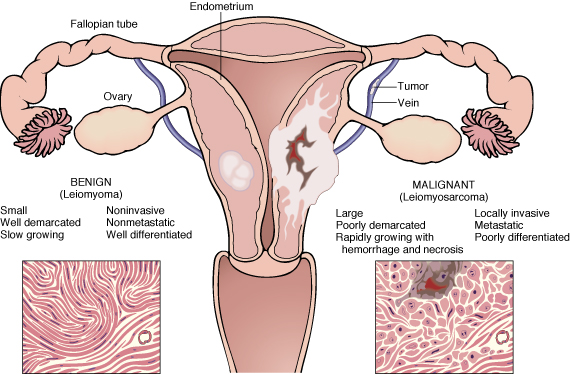 Endometrium
Fallopian tube
Ovary
Tumor
Vein
BENIGN
(Leiomyoma)
Small
Well demarcated
Slow growing
Noninvasive
Nonmetastatic
Well differentiated
MALIGNANT
(Leiomyosarcoma)
Large
Poorly demarcated
Rapidly growing with
hemorrhage and necrosis
Locally invasive
Metastatic
Poorly differentiated